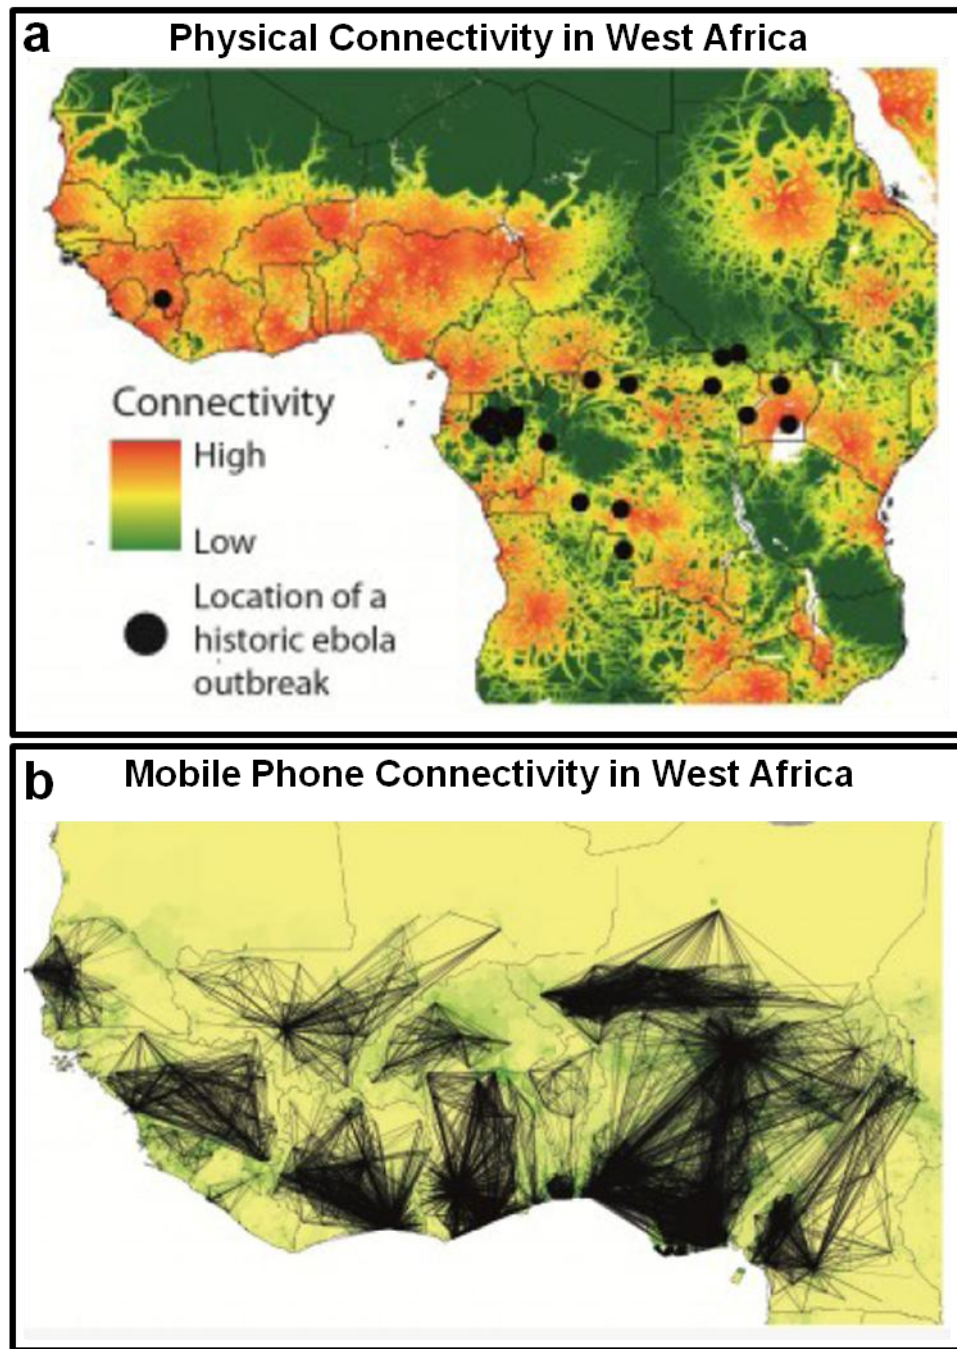 a
Physical Connectivity in West Africa
Connectivity
High
Low
Location of a
historic ebola
outbreak
b
Mobile Phone Connectivity in West Africa